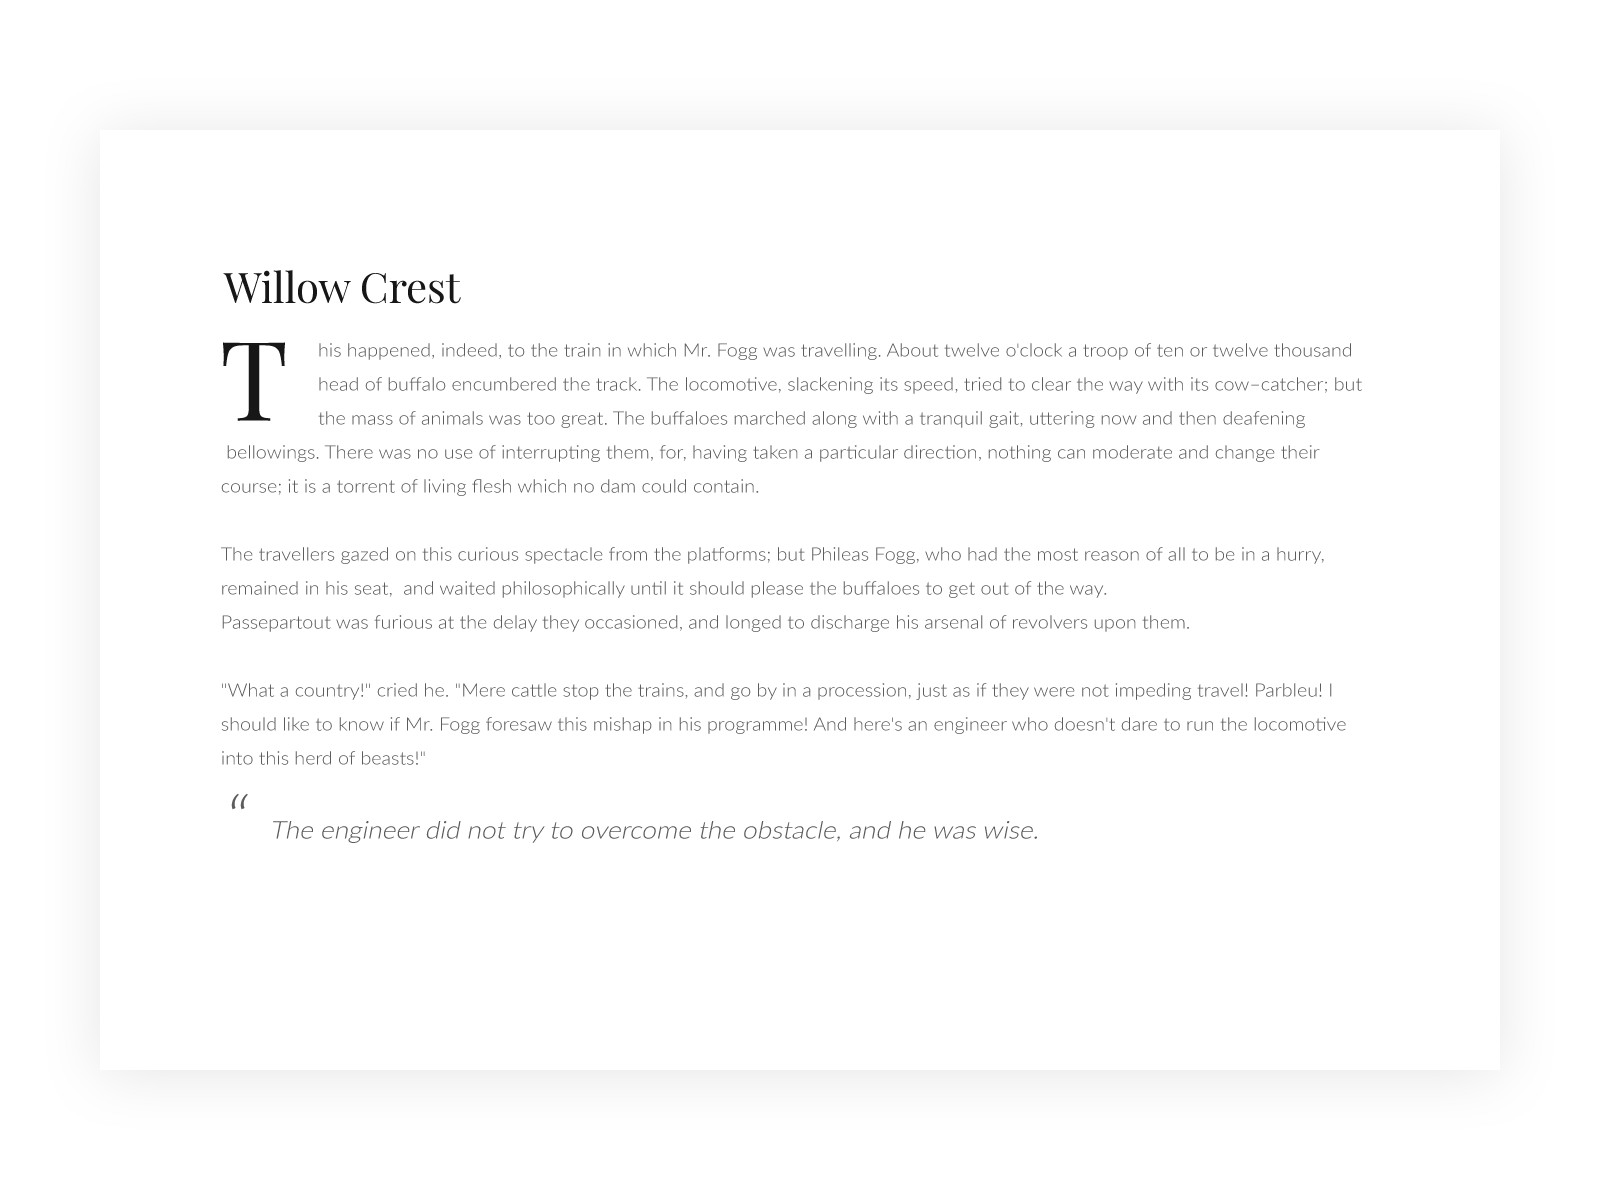 Willow Crest
This happened, indeed, to the train in which Mr. Fogg was travelling. About twelve o'clock a troop of ten or twelve thousand
head of buffalo encumbered the track. The locomotive, slackening its speed, tried to clear the way with its cow–catcher; but
the mass of animals was too great. The buffaloes marched along with a tranquil gait, uttering now and then deafening
bellowings. There was no use of interrupting them, for, having taken a particular direction, nothing can moderate and change their
course; it is a torrent of living flesh which no dam could contain.
The travellers gazed on this curious spectacle from the platforms; but Phileas Fogg, who had the most reason of all to be in a hurry,
remained in his seat,  and waited philosophically until it should please the buffaloes to get out of the way.
Passepartout was furious at the delay they occasioned, and longed to discharge his arsenal of revolvers upon them.
"What a country!" cried he. "Mere cattle stop the trains, and go by in a procession, just as if they were not impeding travel! Parbleu! I
should like to know if Mr. Fogg foresaw this mishap in his programme! And here's an engineer who doesn't dare to run the locomotive
into this herd of beasts!"
“ The engineer did not try to overcome the obstacle, and he was wise.